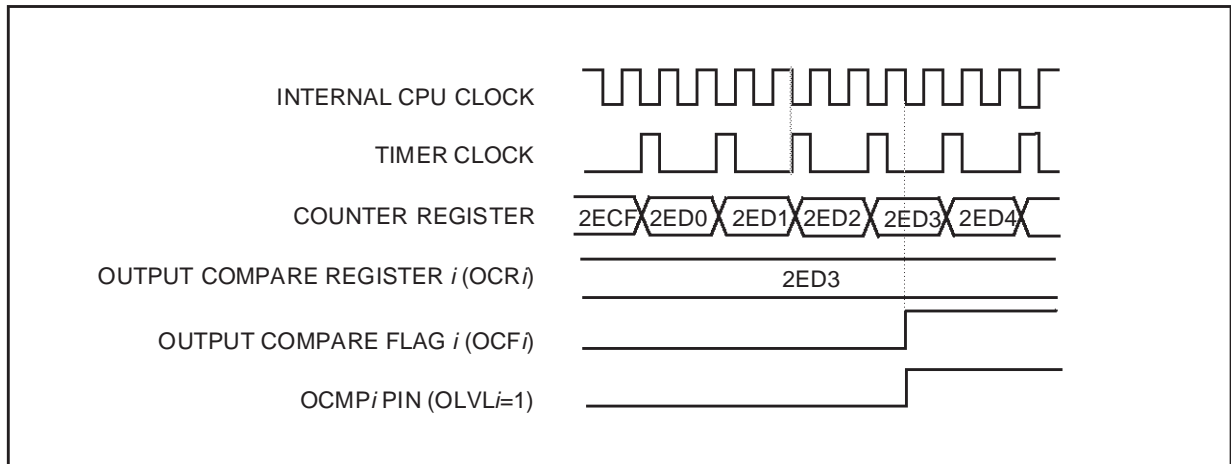 INTERNAL CPU CLOCK
TIMER CLOCK
COUNTER REGISTER 2ECF 2ED0 2ED1 2ED2 2ED3 2ED4
OUTPUT COMPARE REGISTER i (OCRi) 2ED3
OUTPUT COMPARE FLAG i (OCFi)
OCMPi PIN (OLVLi=1)